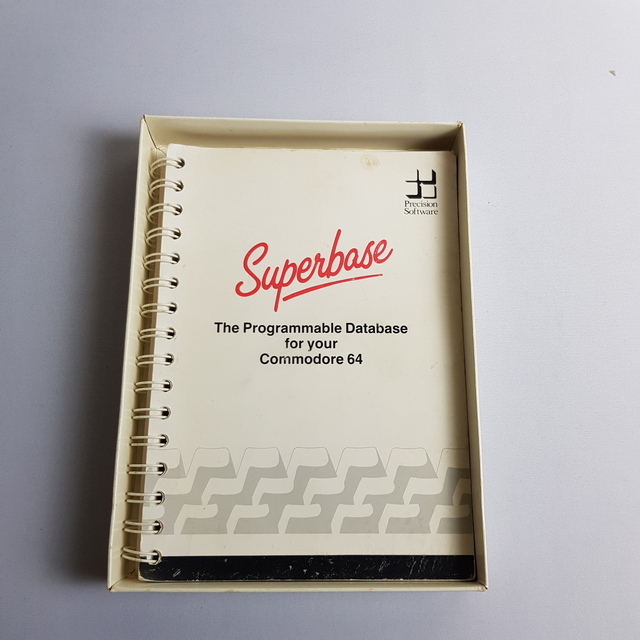 Precision
Software
Superbase
The Programmable Database
for your
Commodore 64